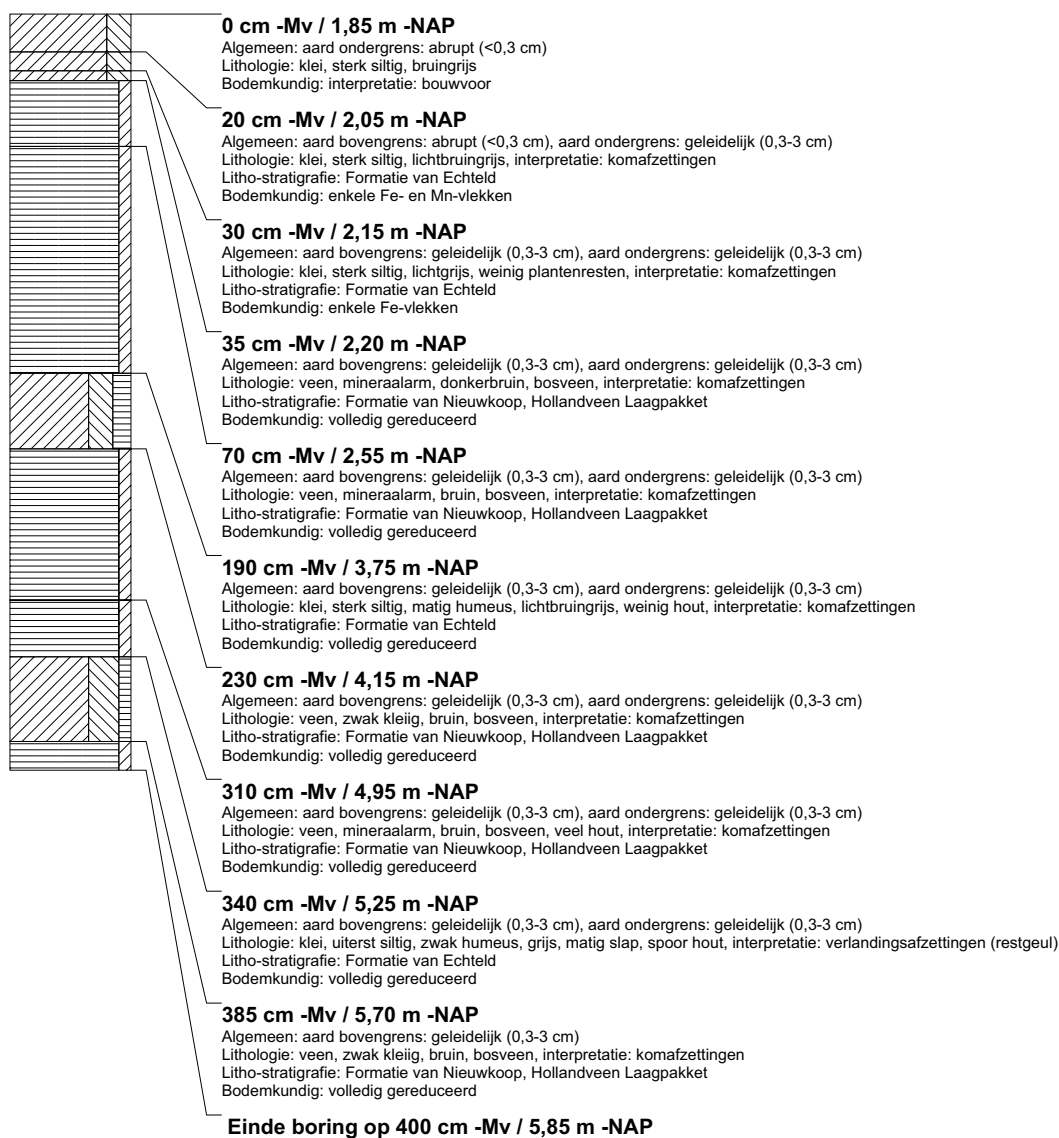 0 cm -Mv / 1,85 m -NAP
Algemeen: aard ondergrens: abrupt (<0,3 cm)
Lithologie: klei, sterk siltig, bruingrijs
Bodemkundig: interpretatie: bouwvoor
20 cm -Mv / 2,05 m -NAP
Algemeen: aard bovengrens: abrupt (<0,3 cm), aard ondergrens: geleidelijk (0,3-3 cm)
Lithologie: klei, sterk siltig, lichtbruingrijs, interpretatie: komafzettingen
Litho-stratigrafie: Formatie van Echteld
Bodemkundig: enkele Fe- en Mn-vlekken
30 cm -Mv / 2,15 m -NAP
Algemeen: aard bovengrens: geleidelijk (0,3-3 cm), aard ondergrens: geleidelijk (0,3-3 cm)
Lithologie: klei, sterk siltig, lichtgrijs, weinig plantenresten, interpretatie: komafzettingen
Litho-stratigrafie: Formatie van Echteld
Bodemkundig: enkele Fe-vlekken
35 cm -Mv / 2,20 m -NAP
Algemeen: aard bovengrens: geleidelijk (0,3-3 cm), aard ondergrens: geleidelijk (0,3-3 cm)
Lithologie: veen, mineraalarm, donkerbruin, bosveen, interpretatie: komafzettingen
Litho-stratigrafie: Formatie van Nieuwkoop, Hollandveen Laagpakket
Bodemkundig: volledig gereduceerd
70 cm -Mv / 2,55 m -NAP
Algemeen: aard bovengrens: geleidelijk (0,3-3 cm), aard ondergrens: geleidelijk (0,3-3 cm)
Lithologie: veen, mineraalarm, bruin, bosveen, interpretatie: komafzettingen
Litho-stratigrafie: Formatie van Nieuwkoop, Hollandveen Laagpakket
Bodemkundig: volledig gereduceerd
190 cm -Mv / 3,75 m -NAP
Algemeen: aard bovengrens: geleidelijk (0,3-3 cm), aard ondergrens: geleidelijk (0,3-3 cm)
Lithologie: klei, sterk siltig, matig humeus, lichtbruingrijs, weinig hout, interpretatie: komafzettingen
Litho-stratigrafie: Formatie van Echteld
Bodemkundig: volledig gereduceerd
230 cm -Mv / 4,15 m -NAP
Algemeen: aard bovengrens: geleidelijk (0,3-3 cm), aard ondergrens: geleidelijk (0,3-3 cm)
Lithologie: veen, zwak kleiig, bruin, bosveen, interpretatie: komafzettingen
Litho-stratigrafie: Formatie van Nieuwkoop, Hollandveen Laagpakket
Bodemkundig: volledig gereduceerd
310 cm -Mv / 4,95 m -NAP
Algemeen: aard bovengrens: geleidelijk (0,3-3 cm), aard ondergrens: geleidelijk (0,3-3 cm)
Lithologie: veen, mineraalarm, bruin, bosveen, veel hout, interpretatie: komafzettingen
Litho-stratigrafie: Formatie van Nieuwkoop, Hollandveen Laagpakket
Bodemkundig: volledig gereduceerd
340 cm -Mv / 5,25 m -NAP
Algemeen: aard bovengrens: geleidelijk (0,3-3 cm), aard ondergrens: geleidelijk (0,3-3 cm)
Lithologie: klei, uiterst siltig, zwak humeus, grijs, matig slap, spoor hout, interpretatie: verlandingsafzettingen (restgeul)
Litho-stratigrafie: Formatie van Echteld
Bodemkundig: volledig gereduceerd
385 cm -Mv / 5,70 m -NAP
Algemeen: aard bovengrens: geleidelijk (0,3-3 cm)
Lithologie: veen, zwak kleiig, bruin, bosveen, interpretatie: komafzettingen
Litho-stratigrafie: Formatie van Nieuwkoop, Hollandveen Laagpakket
Bodemkundig: volledig gereduceerd
Einde boring op 400 cm -Mv / 5,85 m -NAP